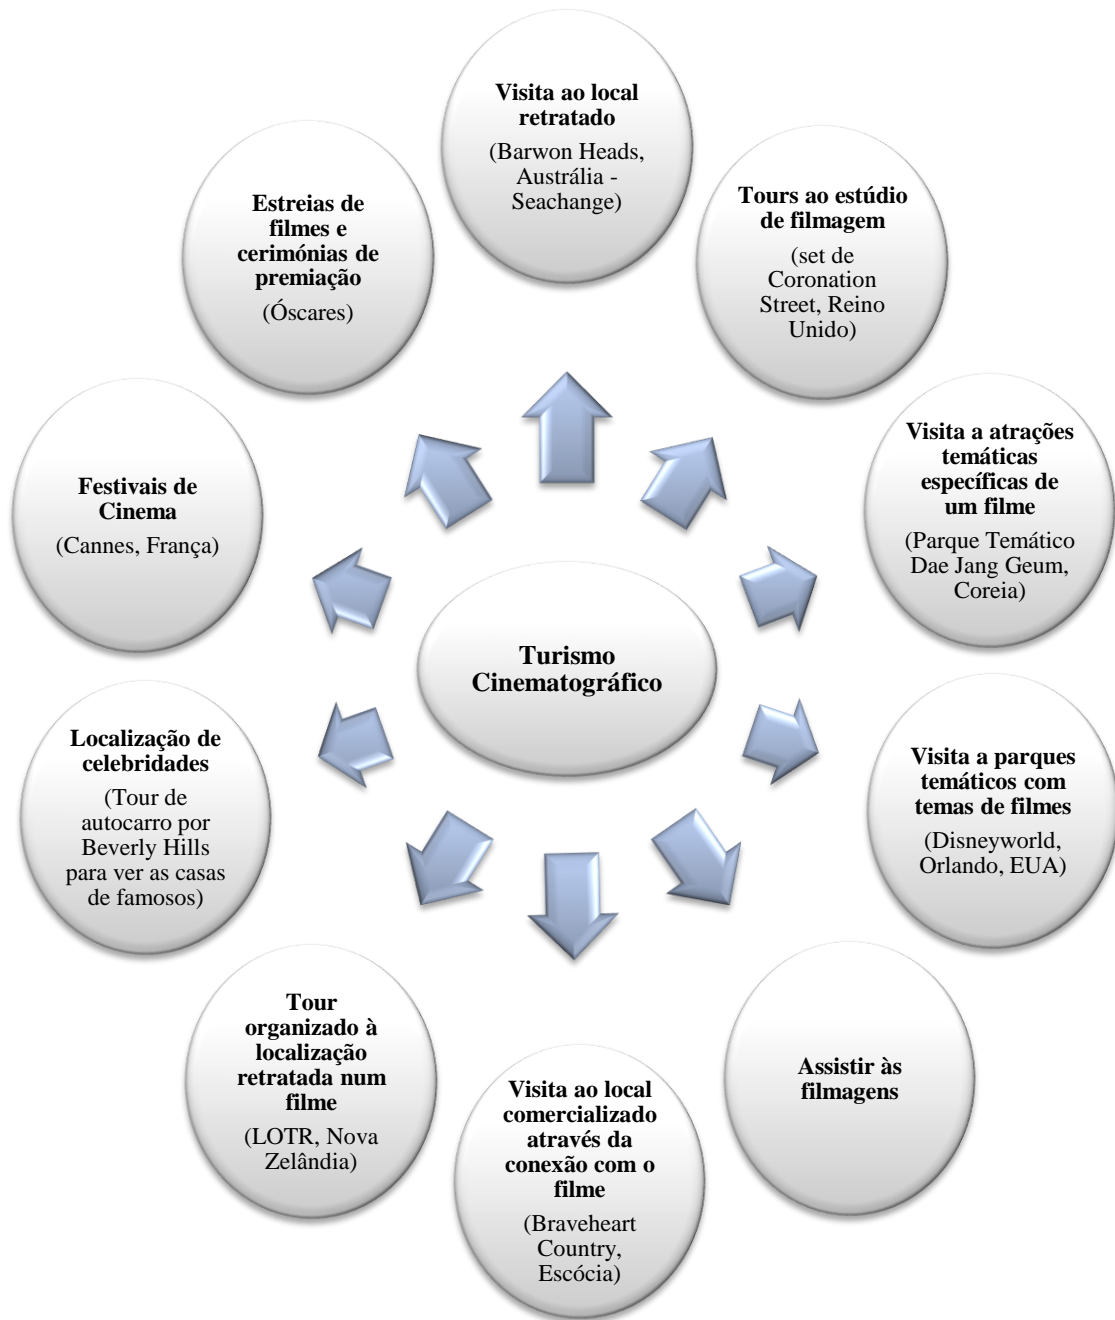 Visita ao local
retratado
(Barwon Heads,
Austrália -
Seachange)
Tours ao estúdio
de filmagem
(set de
Coronation
Street, Reino
Unido)
Visita a atrações
temáticas
específicas de
um filme
(Parque Temático
Dae Jang Geum,
Coreia)
Visita a parques
temáticos com
temas de filmes
(Disneyworld,
Orlando, EUA)
Assistir às
filmagens
Visita ao local
comercializado
através da
conexão com o
filme
(Braveheart
Country,
Escócia)
Tour
organizado à
localização
retratada num
filme
(LOTR, Nova
Zelândia)
Localização de
celebridades
(Tour de
autocarro por
Beverly Hills
para ver as casas
de famosos)
Festivais de
Cinema
(Cannes, França)
Estreias de
filmes e
cerimónias de
premiação
(Óscares)
Turismo
Cinematográfico